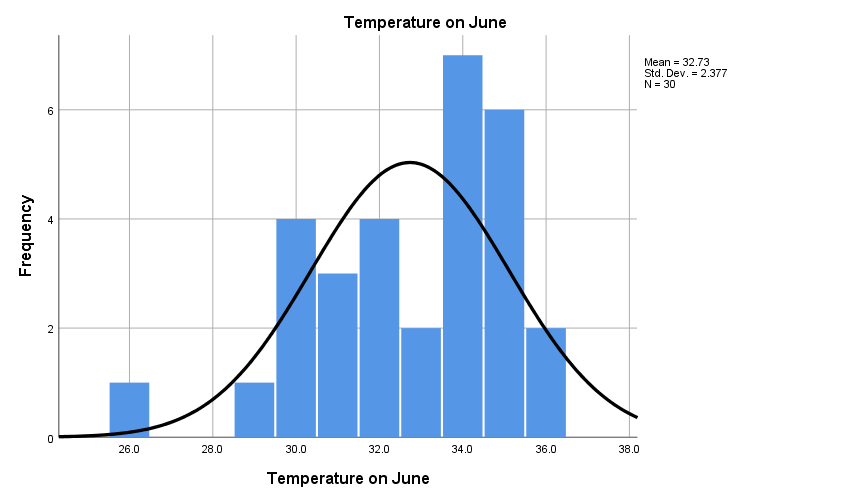 Temperature on June
Mean = 32.73
Std. Dev. = 2.377
N = 30
Frequency
6
4
2
0
26.0 28.0 30.0 32.0 34.0 36.0 38.0
Temperature on June